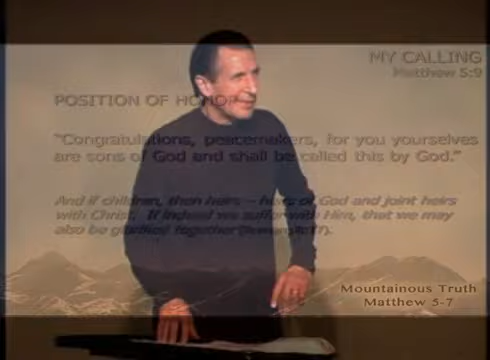 MY CALLING
Matthew 5:9
POSITION OF HONOR
"Congratulations, peacemakers, for you yourselves
are sons of God and shall be called this by God."
And if children, then heirs – heirs of God and joint heirs
with Christ. If indeed we suffer with Him, that we may
also be glorified together
Mountainous Truth
Matthew 5-7